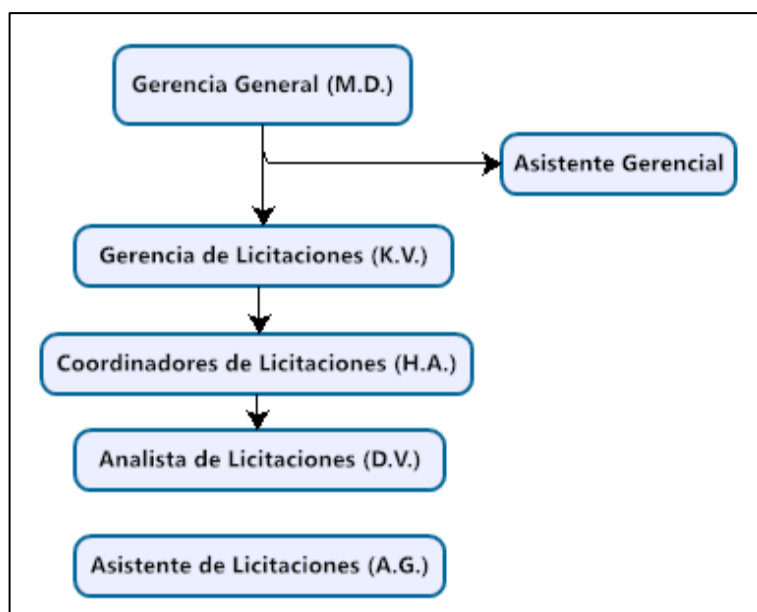 Gerencia General (M.D.)
Asistente Gerencial
Gerencia de Licitaciones (K.V.)
Coordinadores de Licitaciones (H.A.)
Analista de Licitaciones (D.V.)
Asistente de Licitaciones (A.G.)